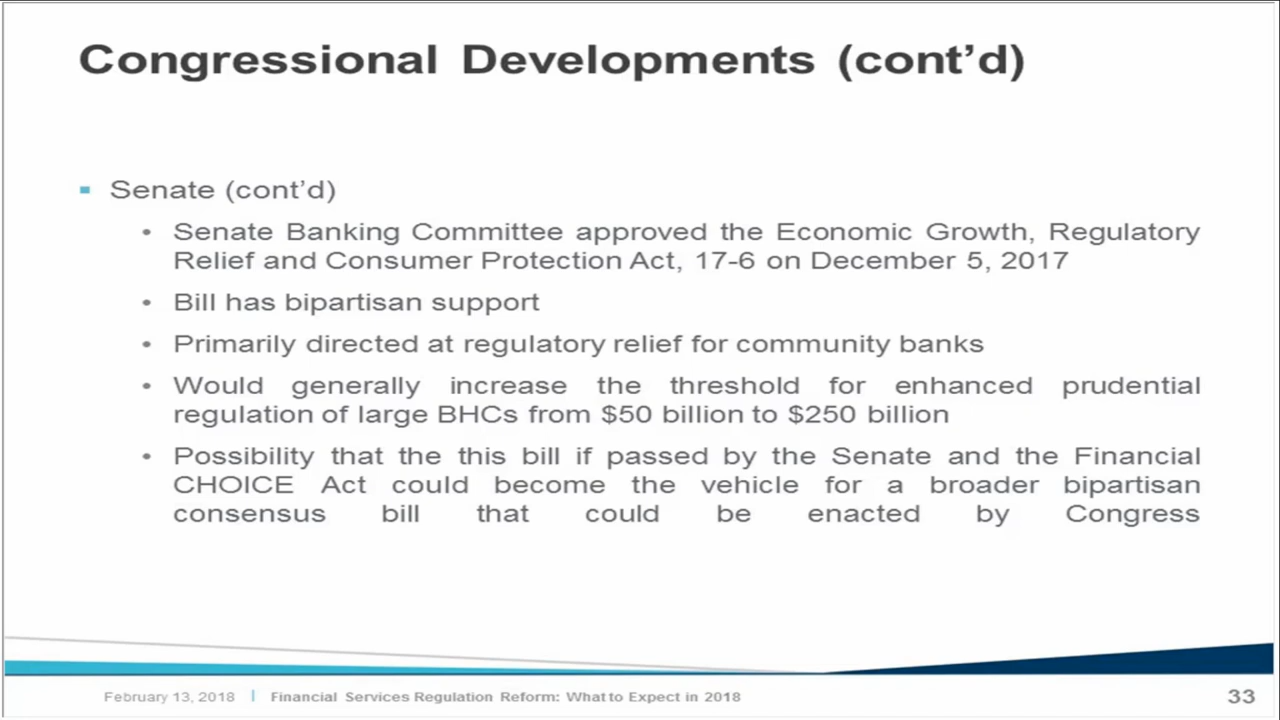 Congressional Developments (cont’d)
Senate (cont’d)
Senate Banking Committee approved the Economic Growth, Regulatory
Relief and Consumer Protection Act, 17-6 on December 5, 2017
Bill has bipartisan support
Primarily directed at regulatory relief for community banks
Would generally increase the threshold for enhanced prudential
regulation of large BHCs from $50 billion to $250 billion
Possibility that the this bill if passed by the Senate and the Financial
CHOICE Act could become the vehicle for a broader bipartisan
consensus bill that could be enacted by Congress
February 13, 2018 | Financial Services Regulation Reform: What to Expect in 2018
33